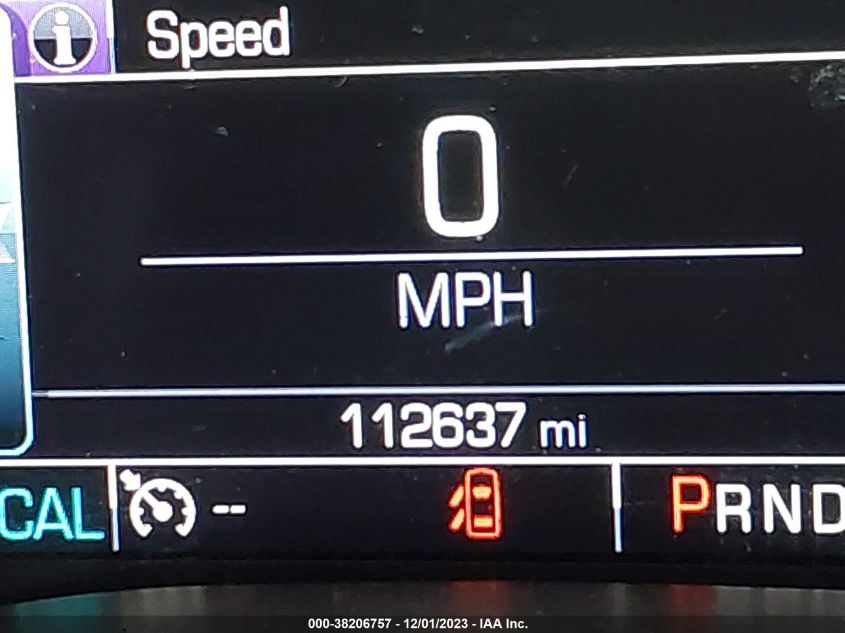 Speed
0
MPH
112637 mi
CAL -- PRND
000-38206757 - 12/01/2023 - IAA Inc.